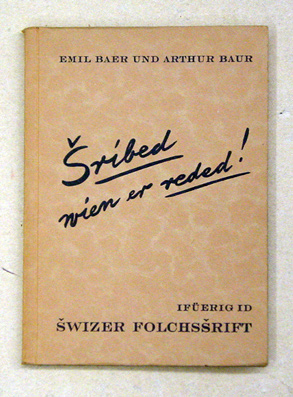 EMIL BAER UND ARTHUR BAUR
Šribed
wien er reded!
IFÜERIG ID
ŠWIZER FOLCHSŠRIFT